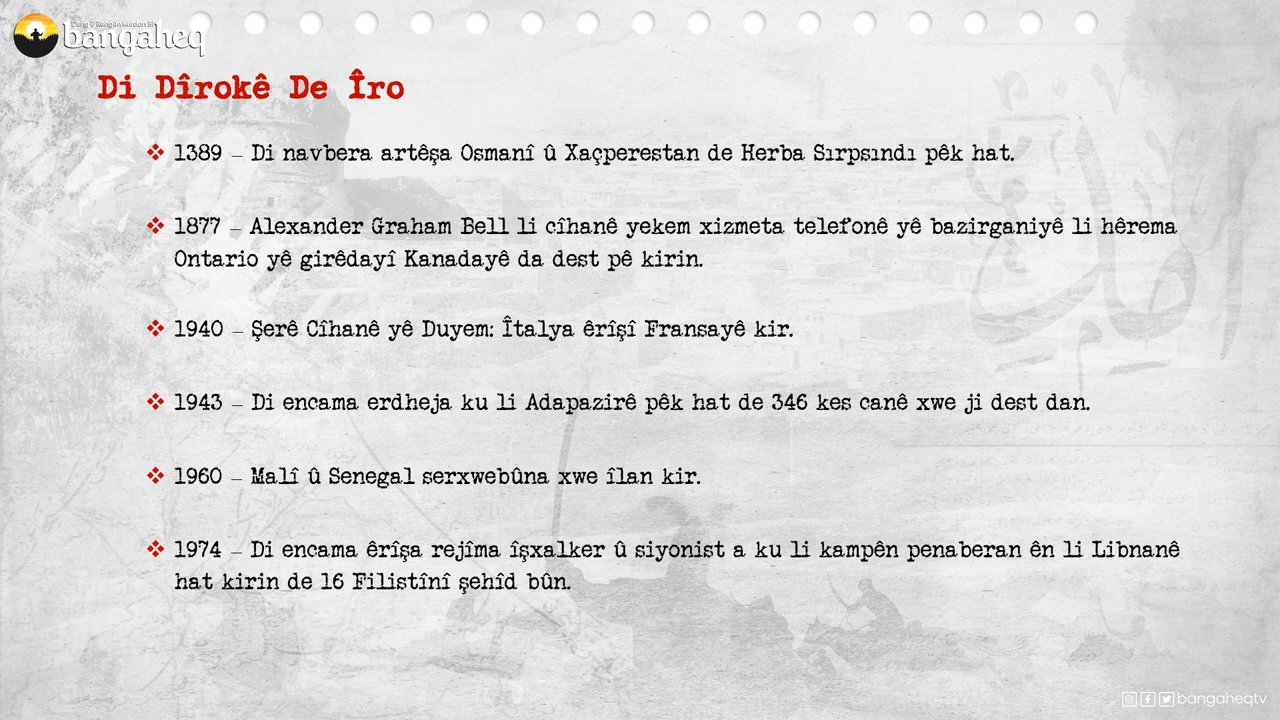 bangaheq
Di Dîrokê De Îro
❖ 1389 – Di navbera artêşa Osmanî û Xaçperestan de Herba Sırpsındı pêk hat.
❖ 1877 – Alexander Graham Bell li cîhanê yekem xizmeta telefonê yê bazirganiyê li hêrema
Ontario yê girêdayî Kanadayê da dest pê kirin.
❖ 1940 – Şerê Cîhanê yê Duyem: Îtalya êrîşî Fransayê kir.
❖ 1943 – Di encama erdheja ku li Adapazirê pêk hat de 346 kes canê xwe ji dest dan.
❖ 1960 – Malî û Senegal serxwebûna xwe îlan kir.
❖ 1974 – Di encama êrîşa rejîma îşxalker û siyonist a ku li kampên penaberan ên li Libnanê
hat kirin de 16 Filistînî şehîd bûn.
bangaheqtv